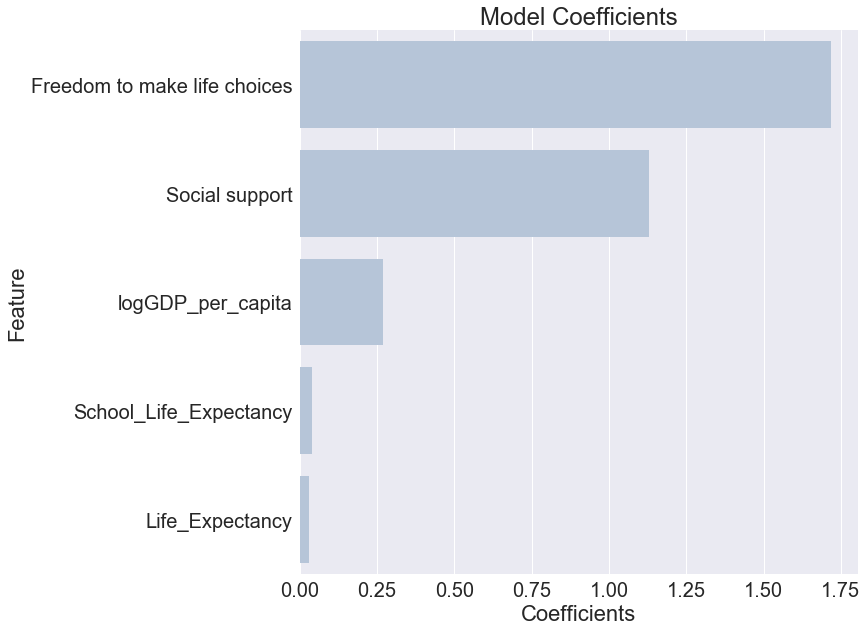 Model Coefficients
Freedom to make life choices
Social support
logGDP_per_capita
School_Life_Expectancy
Life_Expectancy
Feature
0.00 0.25 0.50 0.75 1.00 1.25 1.50 1.75
Coefficients